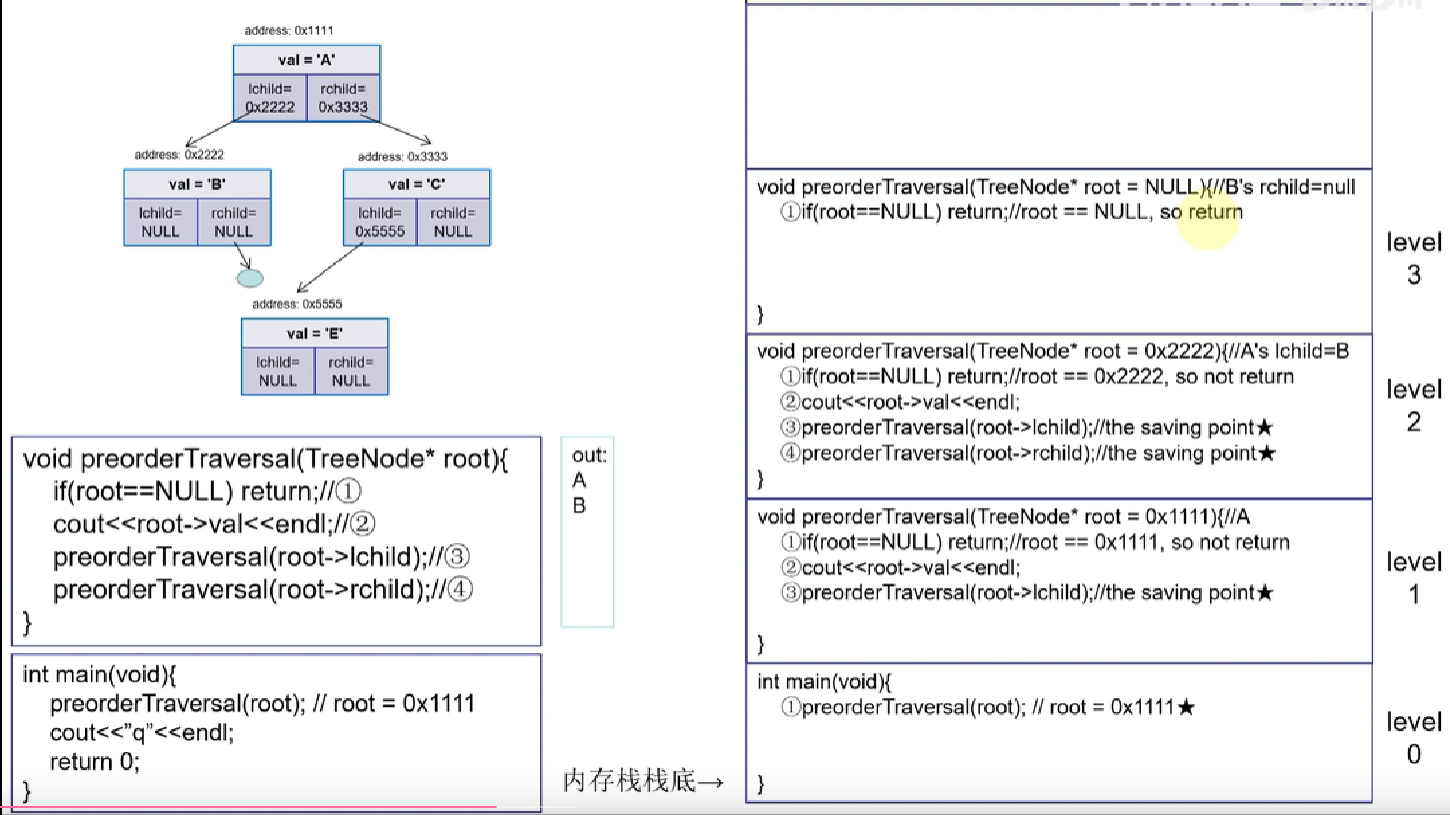 address: 0x1111
val = 'A'
lchild= rchild=
0x2222 0x3333
address: 0x2222 address: 0x3333
val = 'B' val = 'C'
lchild= rchild= lchild= rchild=
NULL NULL 0x5555 NULL
address: 0x5555
val = 'E'
lchild= rchild=
NULL NULL
void preorderTraversal(TreeNode* root){
if(root==NULL) return;//①
cout<<root->val<<endl;//②
preorderTraversal(root->lchild);//③
preorderTraversal(root->rchild);//④
}
out:
A
B
int main(void){
preorderTraversal(root); // root = 0x1111
cout<<”q”<<endl;
return 0;
}
内存栈栈底→
void preorderTraversal(TreeNode* root = NULL){//B's rchild=null
①if(root==NULL) return;//root == NULL, so return
}
level
3
void preorderTraversal(TreeNode* root = 0x2222){//A's lchild=B
①if(root==NULL) return;//root == 0x2222, so not return
②cout<<root->val<<endl;
③preorderTraversal(root->lchild);//the saving point★
④preorderTraversal(root->rchild);//the saving point★
}
level
2
void preorderTraversal(TreeNode* root = 0x1111){//A
①if(root==NULL) return;//root == 0x1111, so not return
②cout<<root->val<<endl;
③preorderTraversal(root->lchild);//the saving point★
}
level
1
int main(void){
①preorderTraversal(root); // root = 0x1111★
}
level
0